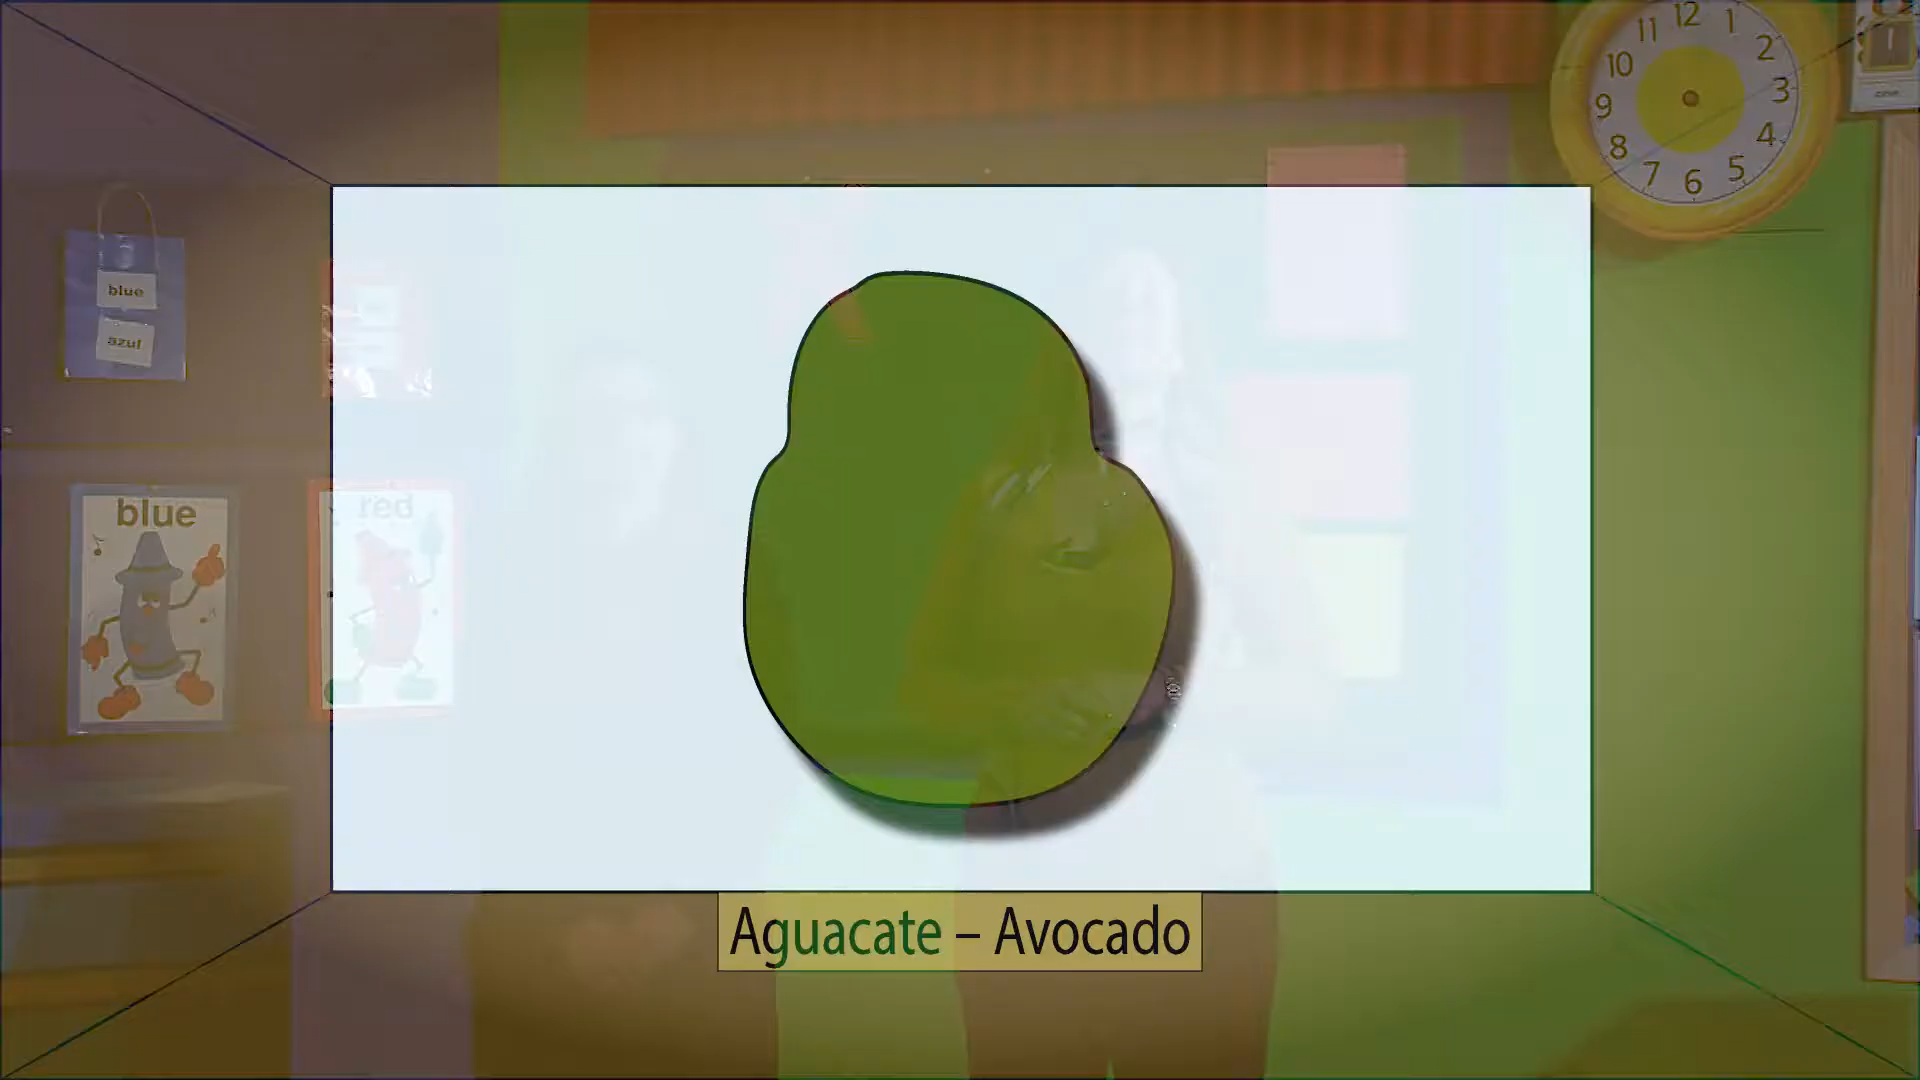 12
11 1
10 2
9 3
8 4
7 5
6
blue
azul
blue
red
Aguacate – Avocado